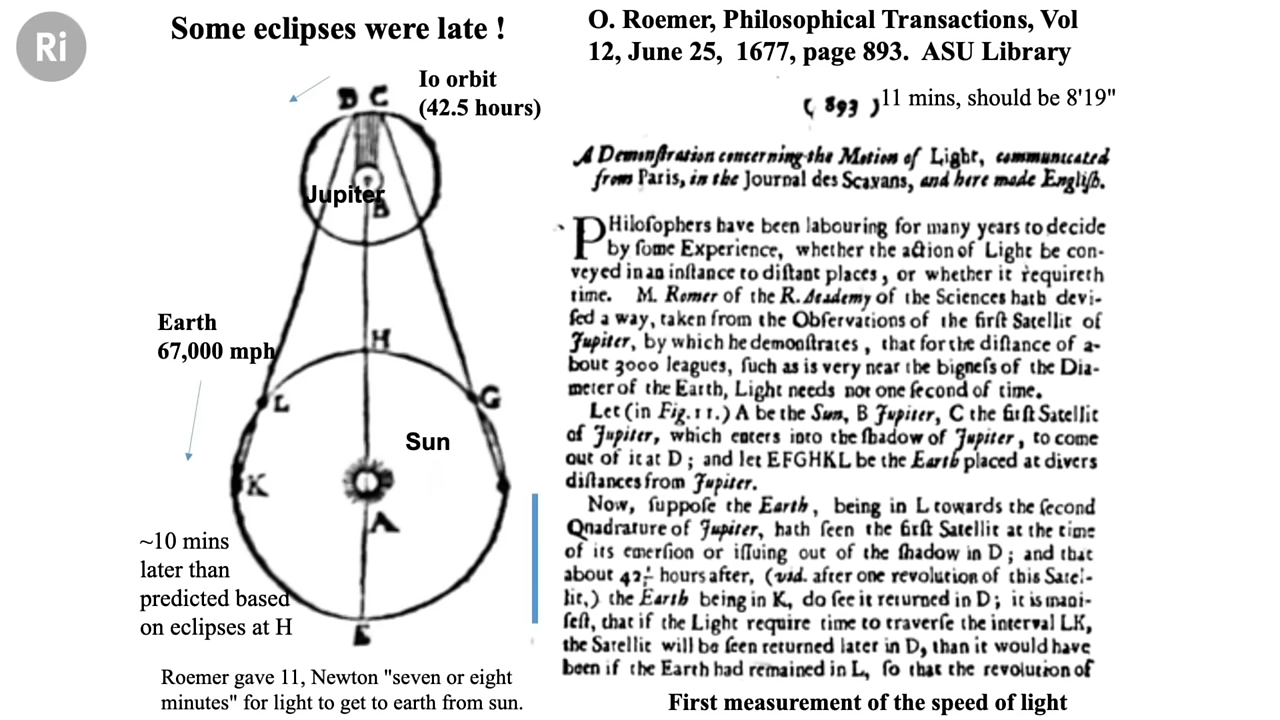 Ri
Some eclipses were late !
O. Roemer, Philosophical Transactions, Vol
12, June 25, 1677, page 893. ASU Library
Io orbit
(42.5 hours)
D C
Jupiter
B
H
Earth
67,000 mph
L
G
Sun
K
A
E
~10 mins
later than
predicted based
on eclipses at H
Roemer gave 11, Newton "seven or eight
minutes" for light to get to earth from sun.
( 893 )
11 mins, should be 8'19"
A Demonſtration concerning the Motion of Light, communicated
from Paris, in the Journal des Scavans, and here made Engliſh.
PHiloſophers have been labouring for many years to decide
by ſome Experience, whether the action of Light be con-
veyed in an inſtance to diſtant places, or whether it requireth
time. M. Romer of the R. Academy of the Sciences hath devi-
ſed a way, taken from the Obſervations of the firſt Satellit of
Jupiter, by which he demonſtrates, that for the diſtance of a-
bout 3000 leagues, ſuch as is very near the bigneſs of the Dia-
meter of the Earth, Light needs not one ſecond of time.
Let (in Fig. 11.) A be the Sun, B Jupiter, C the firſt Satellit
of Jupiter, which enters into the ſhadow of Jupiter, to come
out of it at D; and let EFGHKL be the Earth placed at divers
diſtances from Jupiter.
Now, ſuppoſe the Earth, being in L towards the ſecond
Quadrature of Jupiter, hath ſeen the firſt Satellit at the time
of its emerſion or iſſuing out of the ſhadow in D; and that
about 42½ hours after, (vid. after one revolution of this Satel-
lit,) the Earth being in K, do ſee it returned in D; it is mani-
feſt, that if the Light require time to traverſe the interval LK,
the Satellit will be ſeen returned later in D, than it would have
been if the Earth had remained in L, ſo that the revolution of
First measurement of the speed of light